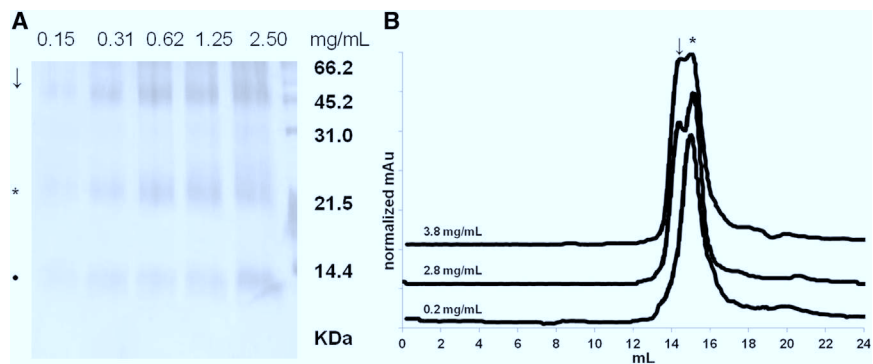 A
0.15 0.31 0.62 1.25 2.50 mg/mL
↓
66.2
45.2
31.0
*
21.5
•
14.4
KDa
B
↓ *
normalized mAu
3.8 mg/mL
2.8 mg/mL
0.2 mg/mL
0 2 4 6 8 10 12 14 16 18 20 22 24
mL